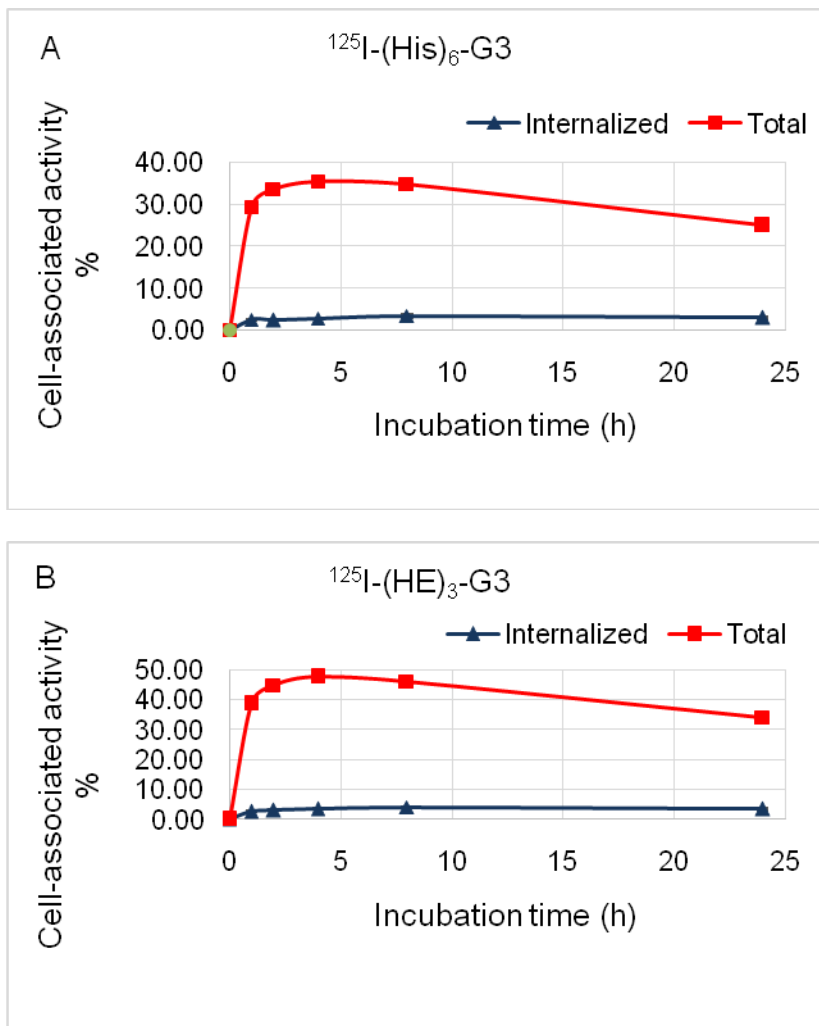 A
¹²⁵I-(His)₆-G3
Internalized Total
Cell-associated activity
%
40.00
30.00
20.00
10.00
0.00
0 5 10 15 20 25
Incubation time (h)
B
¹²⁵I-(HE)₃-G3
Internalized Total
Cell-associated activity
%
50.00
40.00
30.00
20.00
10.00
0.00
0 5 10 15 20 25
Incubation time (h)